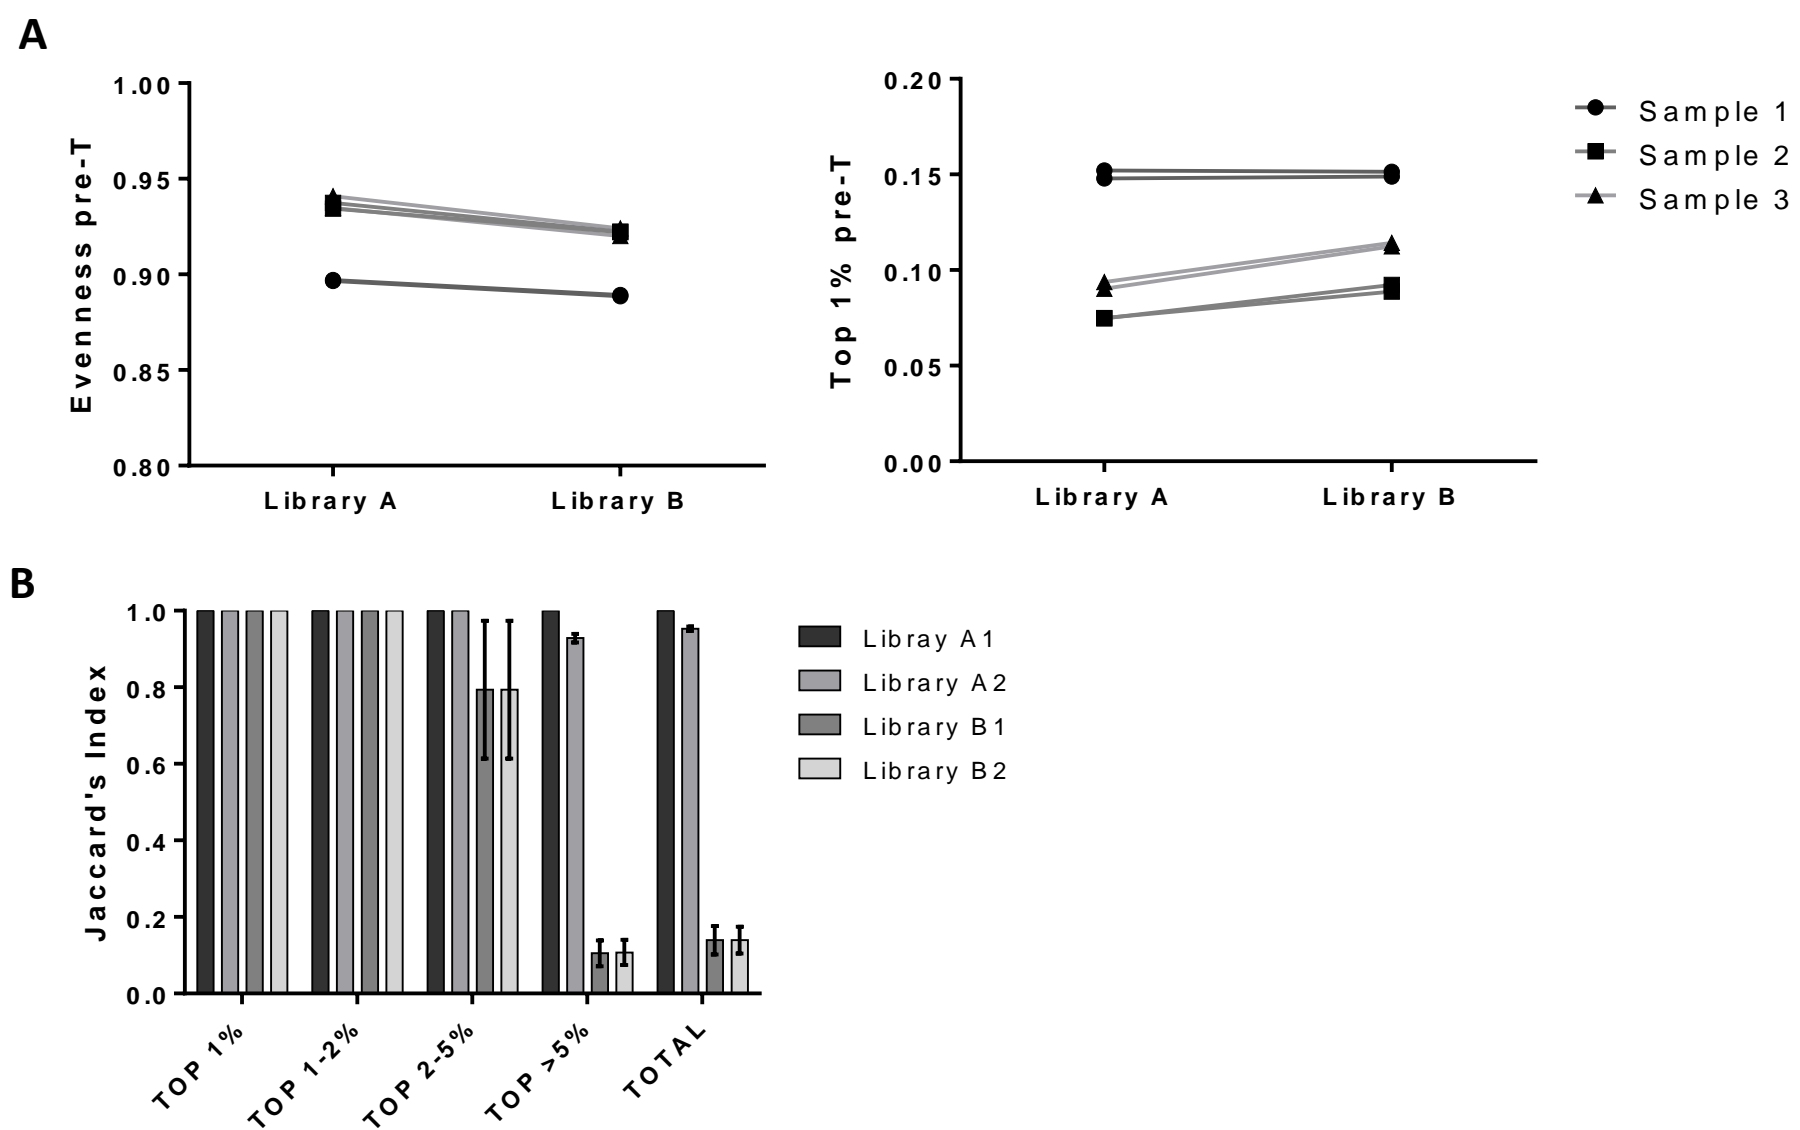 A
Evenness pre-T
1.00
0.95
0.90
0.85
0.80
Library A
Library B
Top 1% pre-T
0.20
0.15
0.10
0.05
0.00
Library A
Library B
Sample 1
Sample 2
Sample 3
B
Jaccard's Index
1.0
0.8
0.6
0.4
0.2
0.0
TOP 1%
TOP 1-2%
TOP 2-5%
TOP >5%
TOTAL
Libray A1
Library A2
Library B1
Library B2